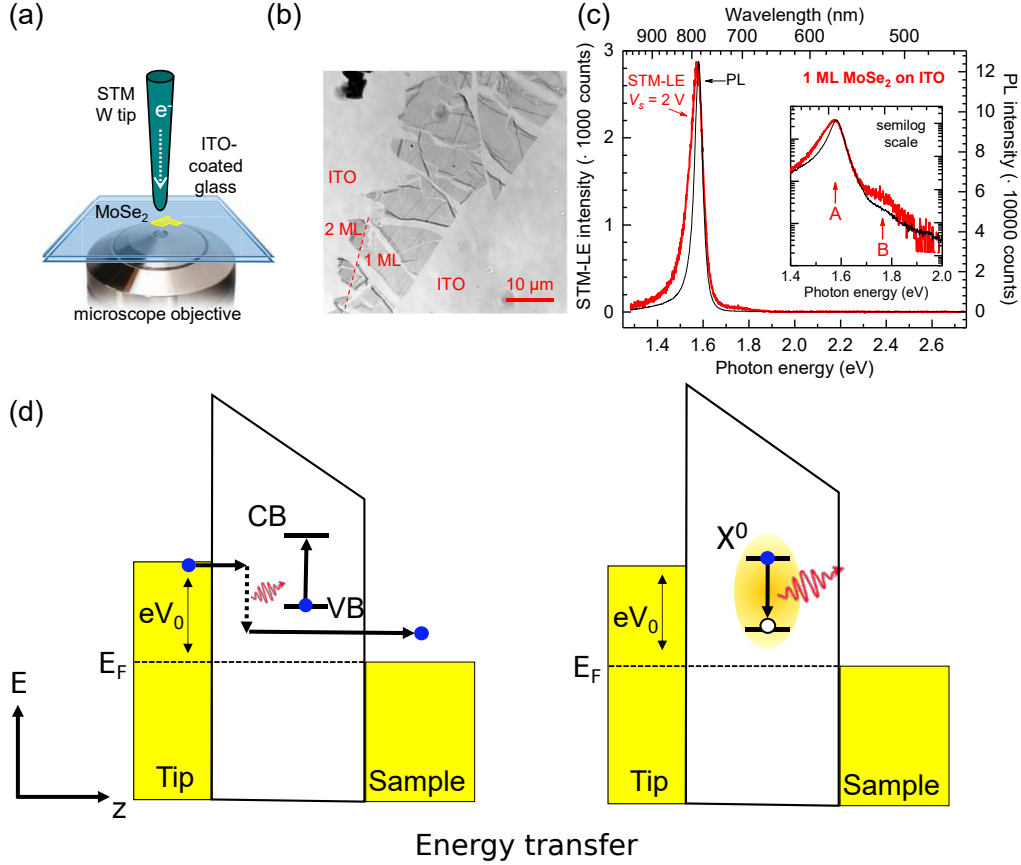 (a)
STM
W tip
e⁻
ITO-
coated
glass
MoSe₂
microscope objective
(b)
ITO
2 ML
1 ML
ITO
10 µm
(c)
Wavelength (nm)
900 800 700 600 500
3
2
1
0
STM-LE intensity (· 1000 counts)
12
10
8
6
4
2
0
PL intensity (· 10000 counts)
STM-LE
Vₛ = 2 V
PL
1 ML MoSe₂ on ITO
semilog
scale
A
B
1.4 1.6 1.8 2.0
Photon energy (eV)
1.4 1.6 1.8 2.0 2.2 2.4 2.6
Photon energy (eV)
(d)
CB
VB
eV₀
E_F
E
z
Tip
Sample
X⁰
eV₀
E_F
Tip
Sample
Energy transfer